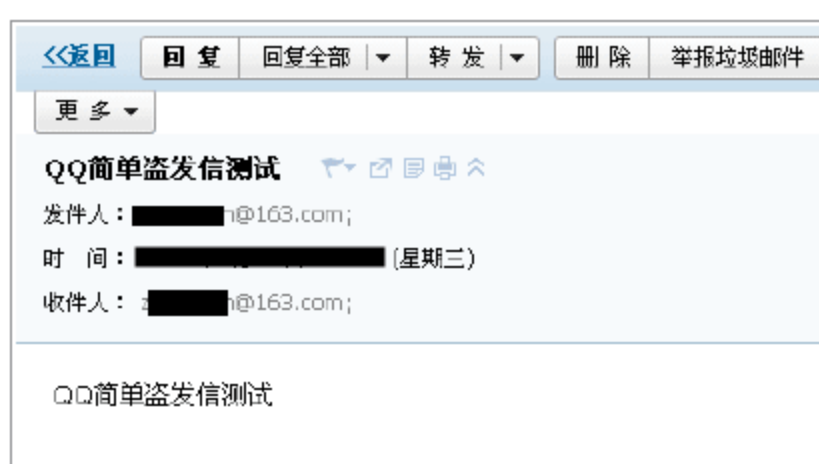 <<返回 回 复 回复全部 转 发 删 除 举报垃圾邮件
更 多
QQ简单盗发信测试
发件人：n@163.com;
时 间： (星期三)
收件人： z n@163.com;
QQ简单盗发信测试